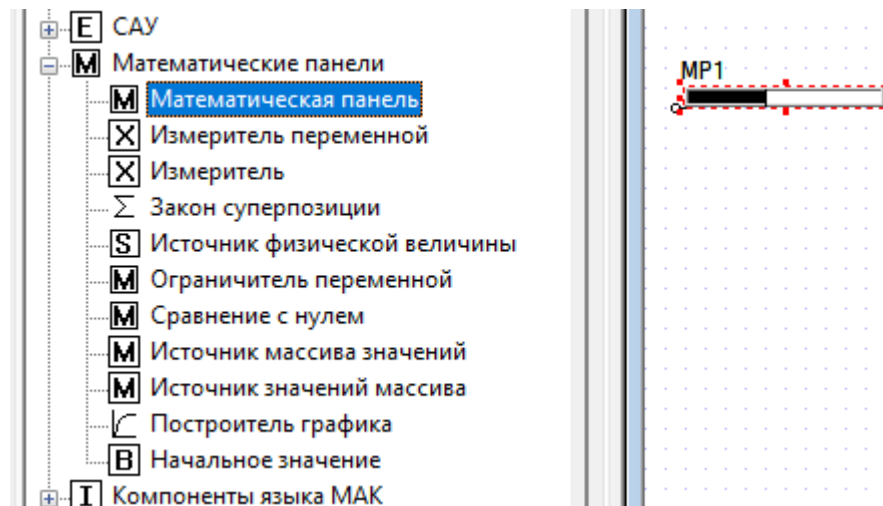 E САУ
M Математические панели
MP1
M Математическая панель
X Измеритель переменной
X Измеритель
Σ Закон суперпозиции
S Источник физической величины
M Ограничитель переменной
M Сравнение с нулем
M Источник массива значений
M Источник значений массива
Построитель графика
B Начальное значение
I Компоненты языка МАК